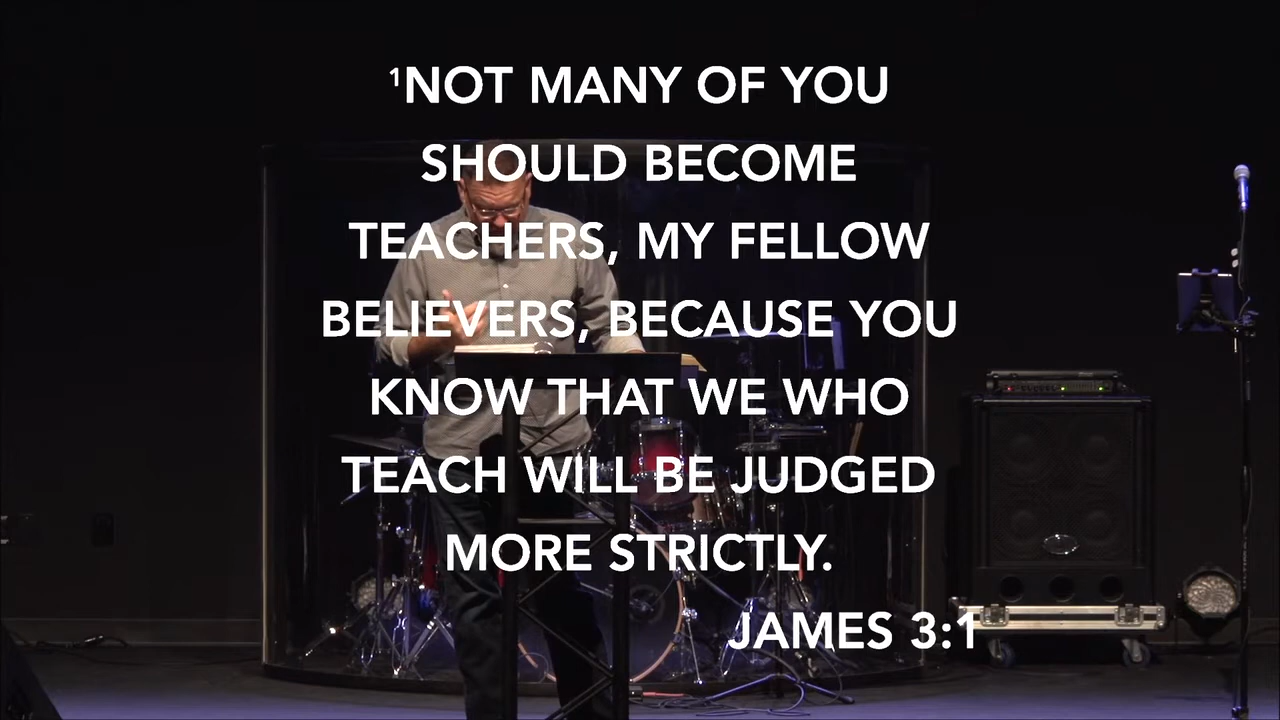 ¹NOT MANY OF YOU
SHOULD BECOME
TEACHERS, MY FELLOW
BELIEVERS, BECAUSE YOU
KNOW THAT WE WHO
TEACH WILL BE JUDGED
MORE STRICTLY.
JAMES 3:1